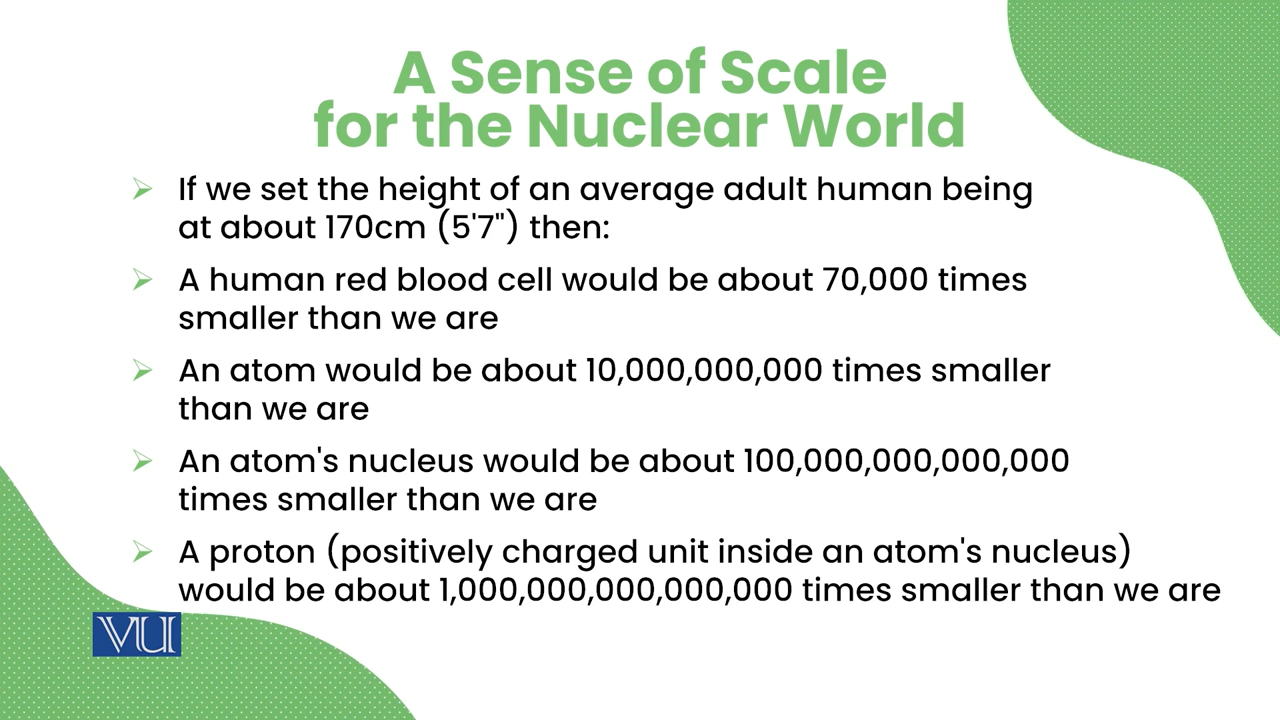 A Sense of Scale
for the Nuclear World
If we set the height of an average adult human being
at about 170cm (5'7") then:
A human red blood cell would be about 70,000 times
smaller than we are
An atom would be about 10,000,000,000 times smaller
than we are
An atom's nucleus would be about 100,000,000,000,000
times smaller than we are
A proton (positively charged unit inside an atom's nucleus)
would be about 1,000,000,000,000,000 times smaller than we are
VU